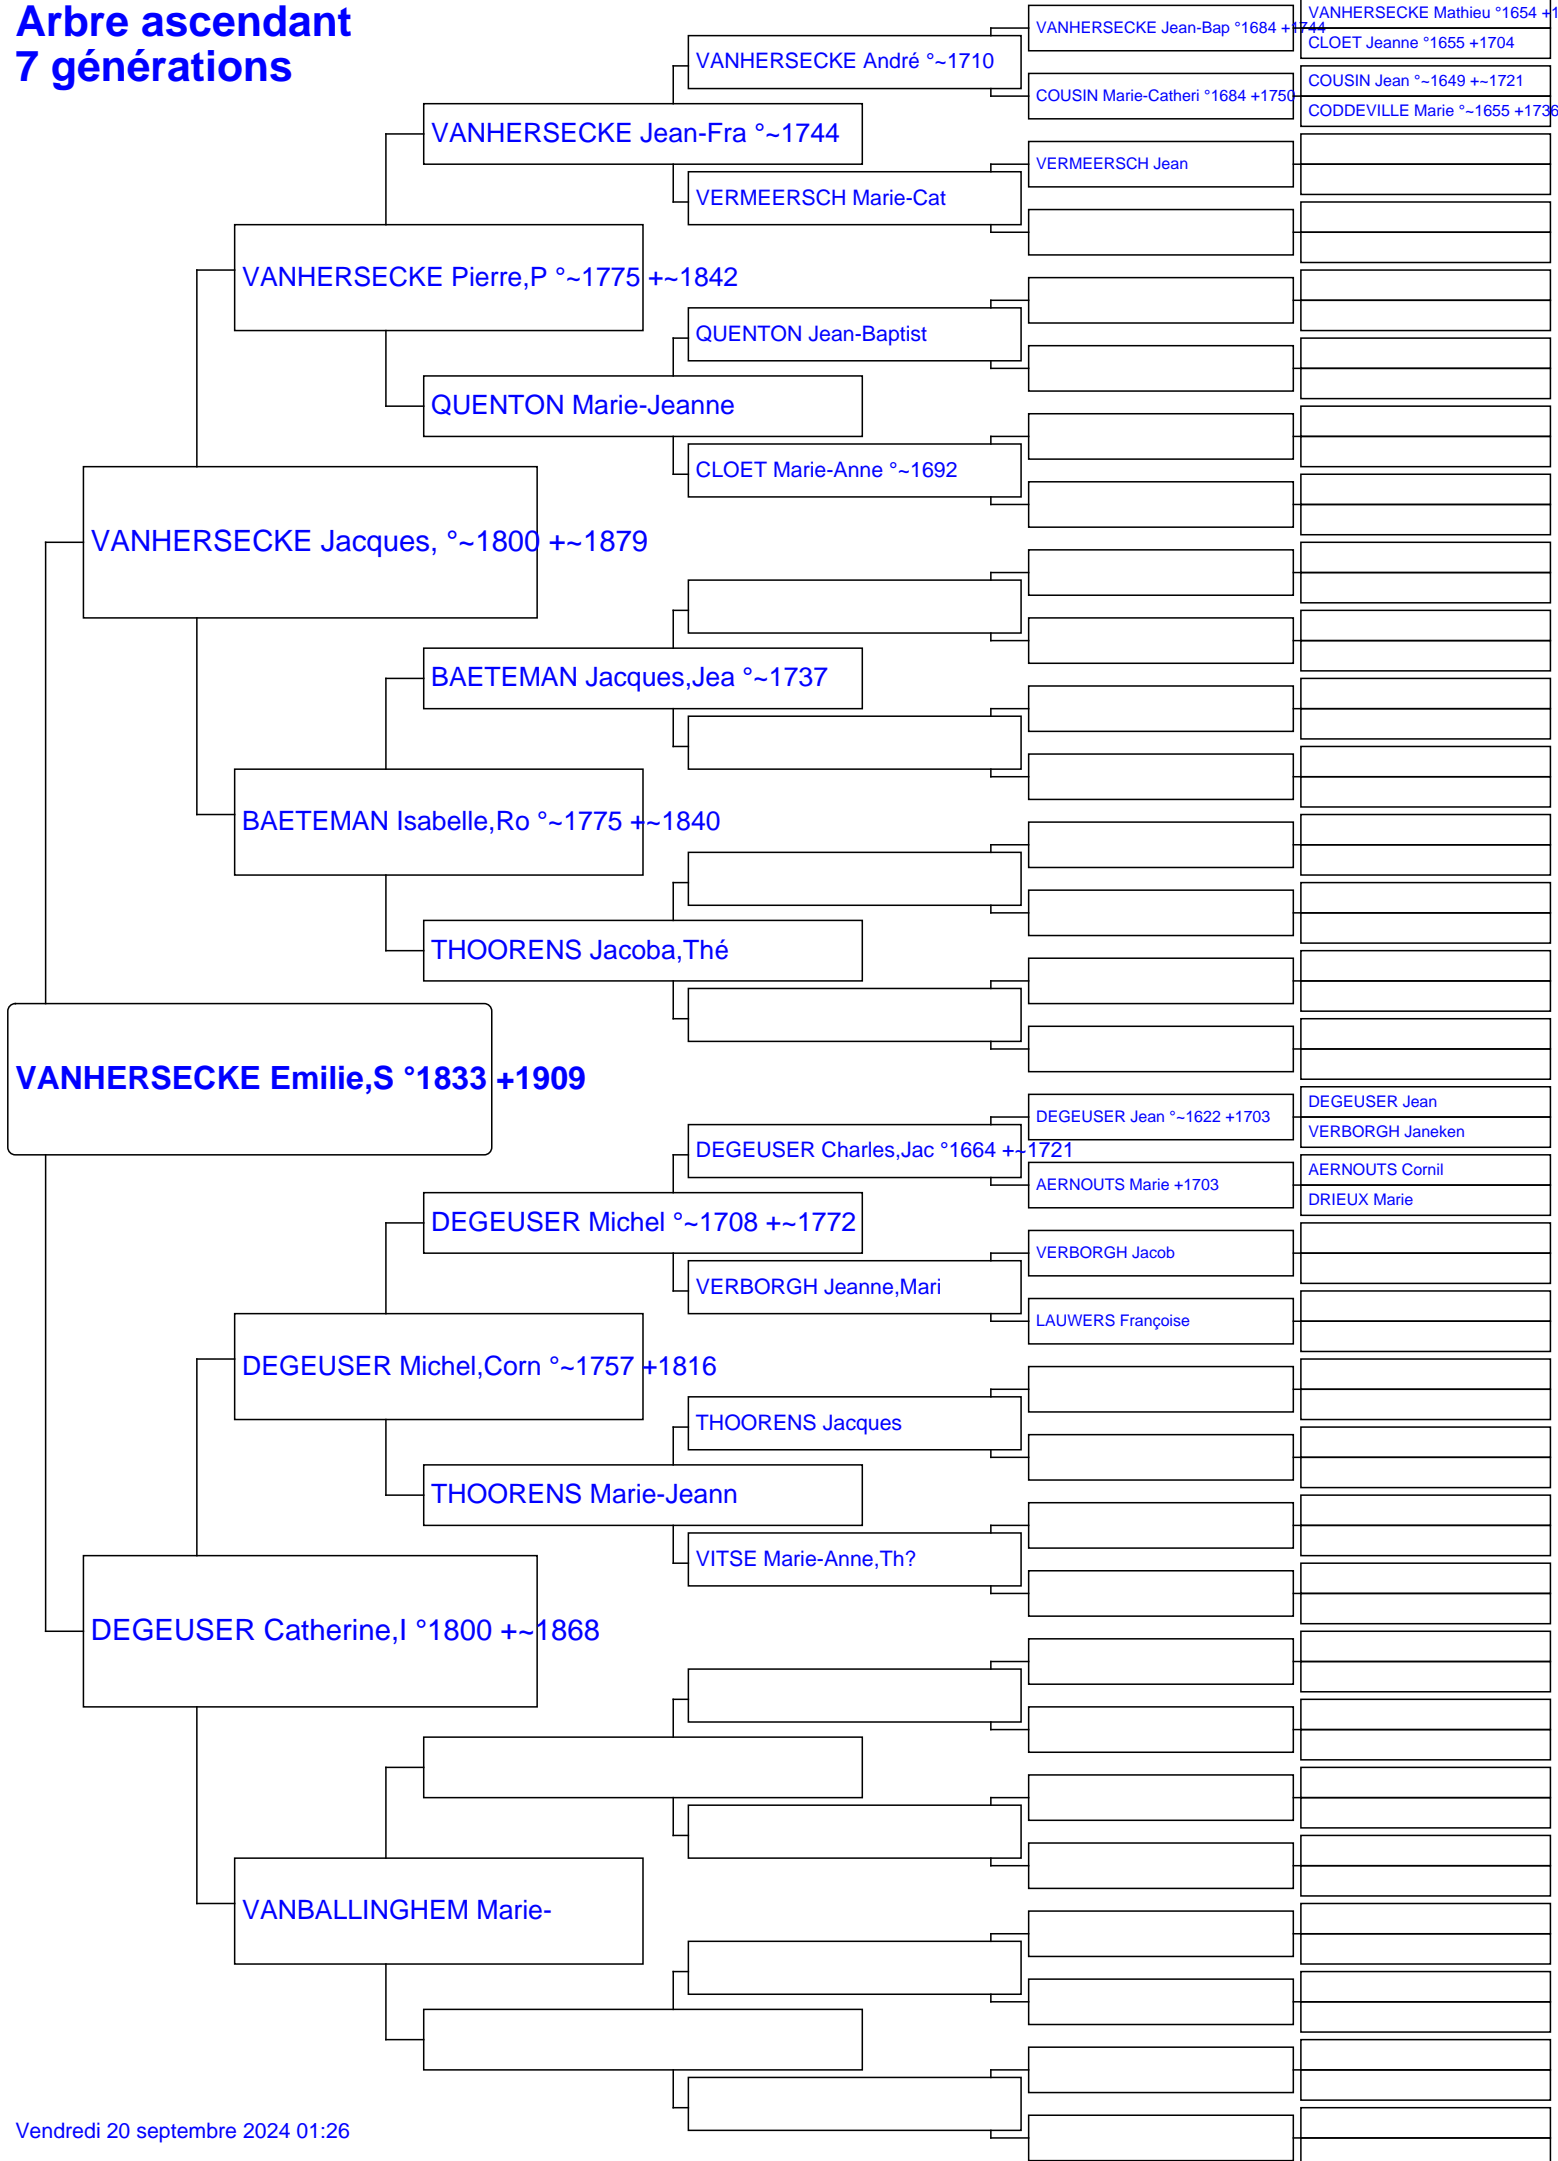 Arbre ascendant
7 générations
VANHERSECKE Mathieu °1654 +1
VANHERSECKE Jean-Bap °1684 +1744
CLOET Jeanne °1655 +1704
VANHERSECKE André °~1710
COUSIN Jean °~1649 +~1721
COUSIN Marie-Catheri °1684 +1750
CODDEVILLE Marie °~1655 +1736
VANHERSECKE Jean-Fra °~1744
VERMEERSCH Jean
VERMEERSCH Marie-Cat
VANHERSECKE Pierre,P °~1775 +~1842
QUENTON Jean-Baptist
QUENTON Marie-Jeanne
CLOET Marie-Anne °~1692
VANHERSECKE Jacques, °~1800 +~1879
BAETEMAN Jacques,Jea °~1737
BAETEMAN Isabelle,Ro °~1775 +~1840
THOORENS Jacoba,Thé
VANHERSECKE Emilie,S °1833 +1909
DEGEUSER Jean
DEGEUSER Jean °~1622 +1703
VERBORGH Janeken
DEGEUSER Charles,Jac °1664 +~1721
AERNOUTS Cornil
AERNOUTS Marie +1703
DRIEUX Marie
DEGEUSER Michel °~1708 +~1772
VERBORGH Jacob
VERBORGH Jeanne,Mari
LAUWERS Françoise
DEGEUSER Michel,Corn °~1757 +1816
THOORENS Jacques
THOORENS Marie-Jeann
VITSE Marie-Anne,Th?
DEGEUSER Catherine,I °1800 +~1868
VANBALLINGHEM Marie-
Vendredi 20 septembre 2024 01:26